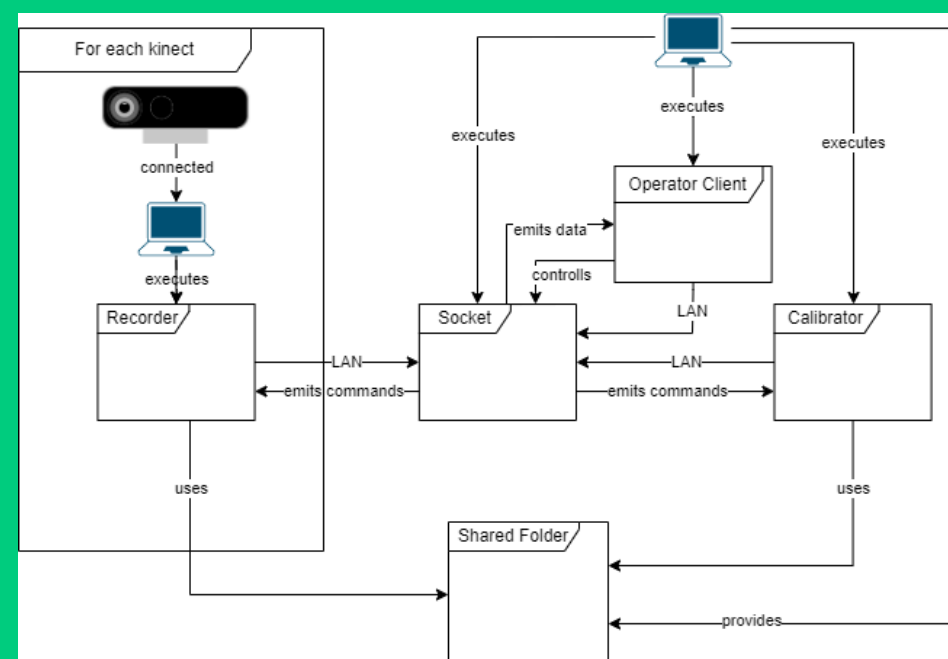 For each kinect
executes
executes
executes
connected
Operator Client
emits data
controlls
executes
Recorder
Socket
LAN
Calibrator
LAN
LAN
emits commands
emits commands
uses
uses
Shared Folder
provides